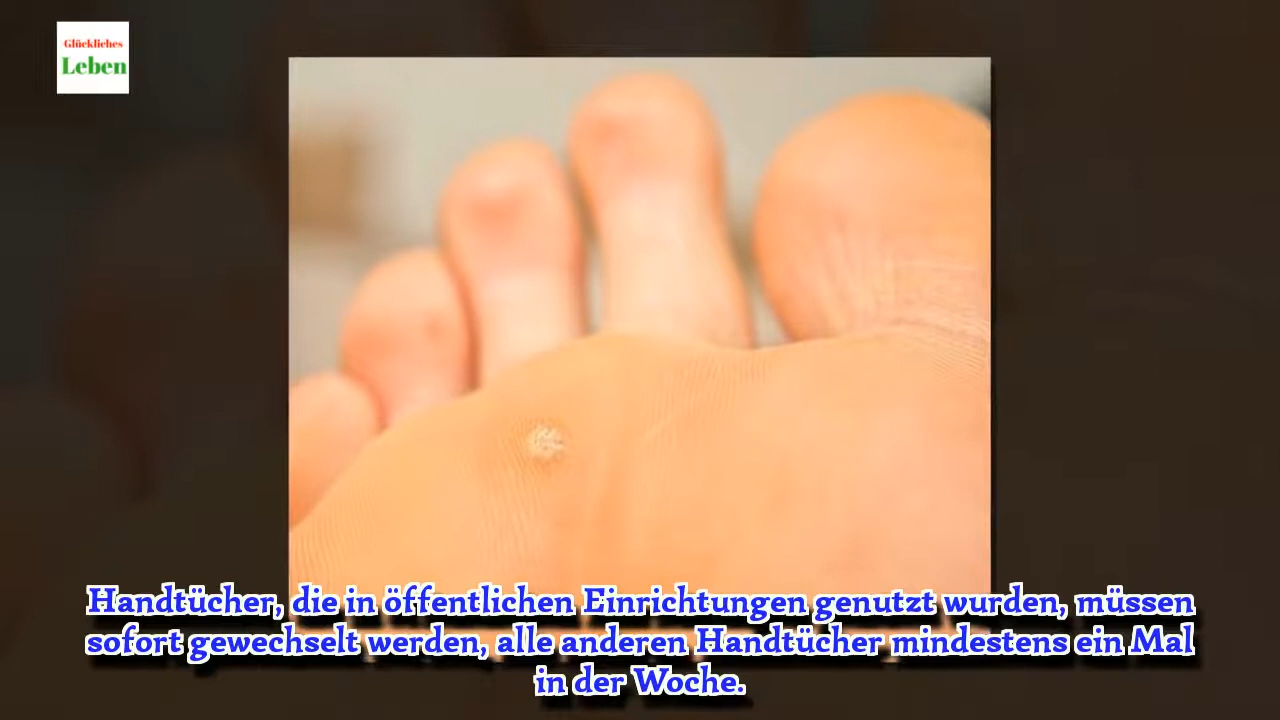 Glückliches
Leben
Handtücher, die in öffentlichen Einrichtungen genutzt wurden, müssen
sofort gewechselt werden, alle anderen Handtücher mindestens ein Mal
in der Woche.